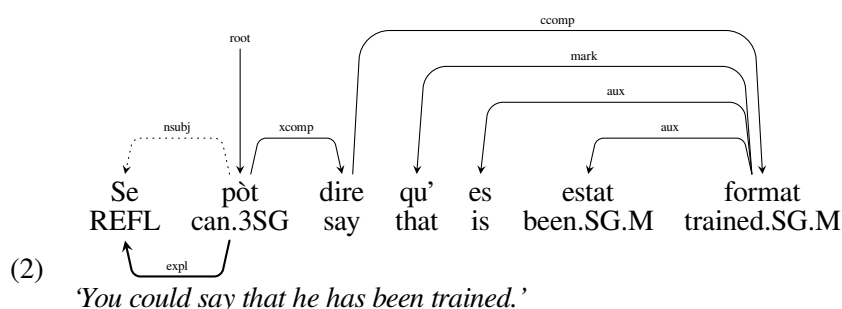 ccomp
root
mark
aux
nsubj xcomp aux
Se pòt dire qu' es estat format
REFL can.3SG say that is been.SG.M trained.SG.M
expl
(2)
'You could say that he has been trained.'